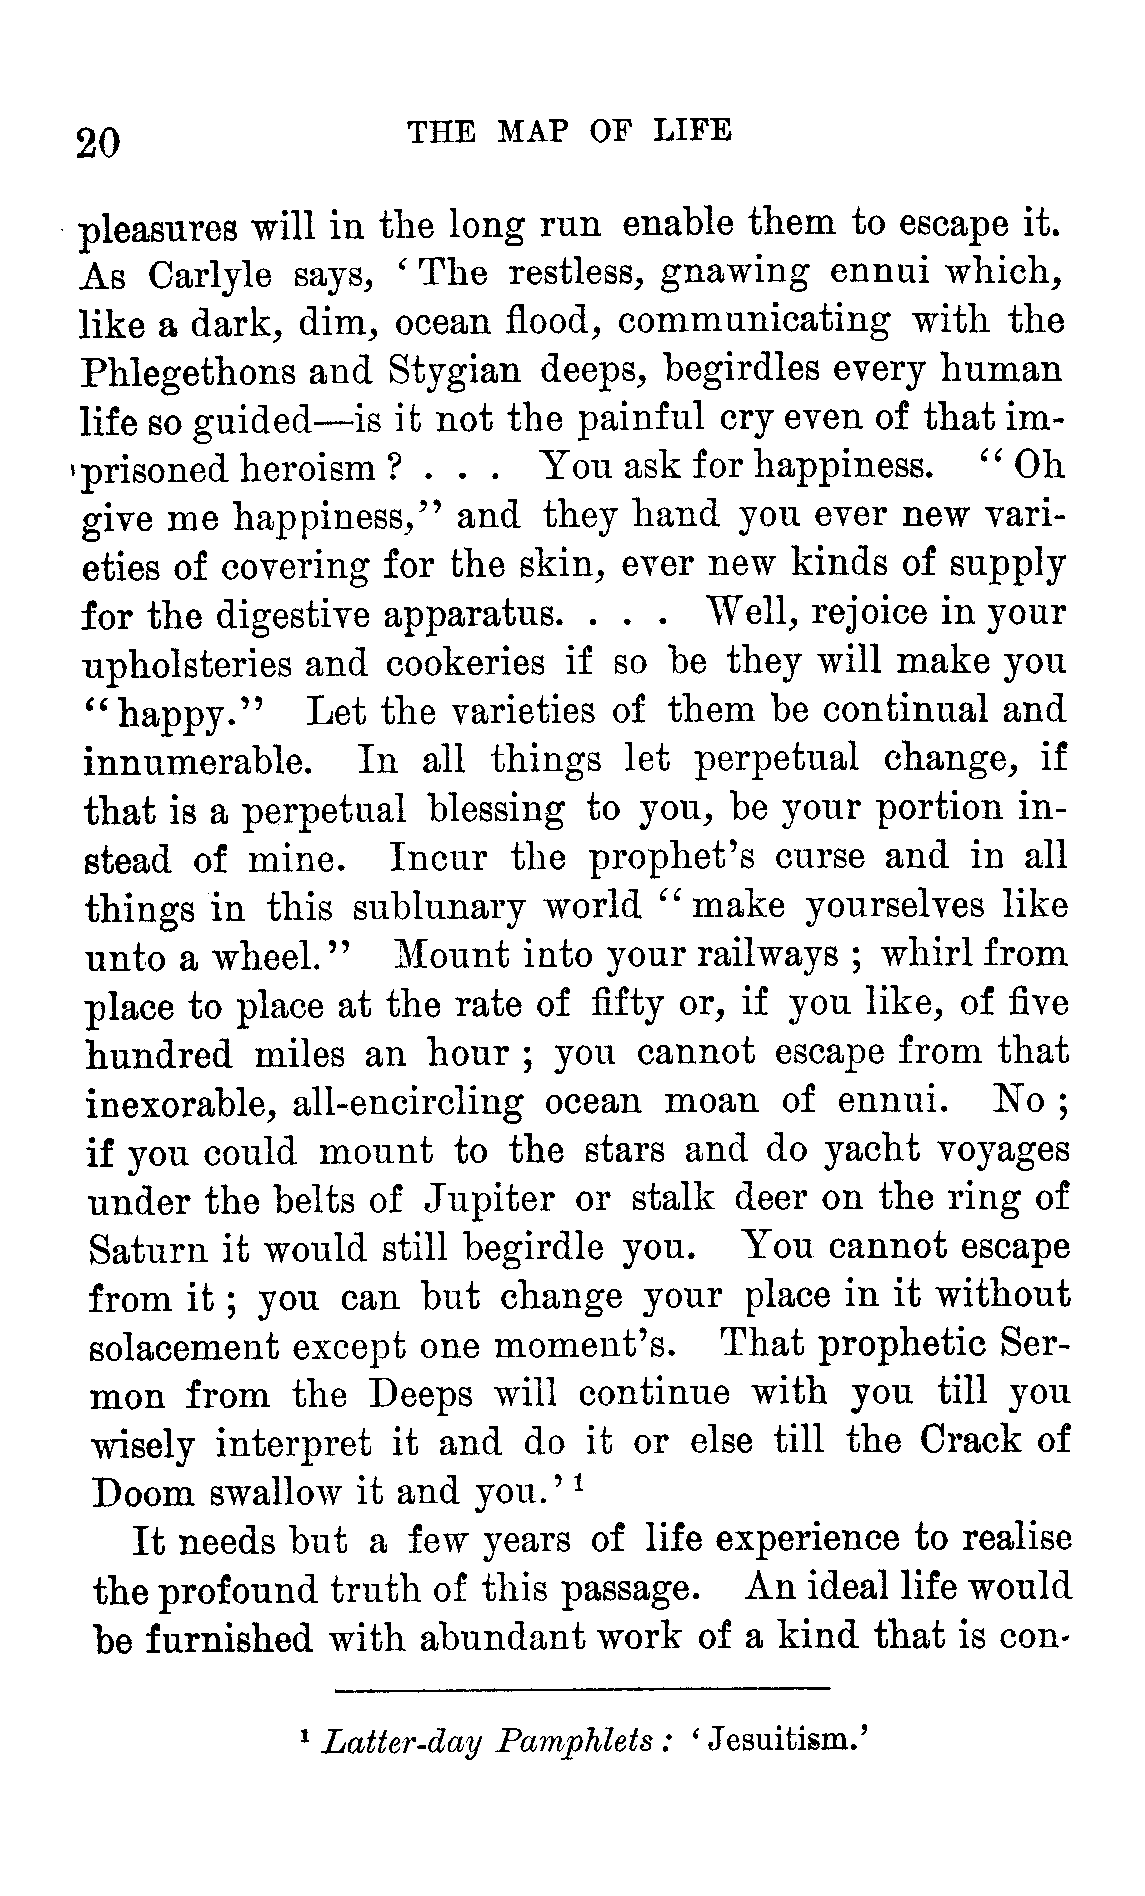 20
THE MAP OF LIFE
pleasures will in the long run enable them to escape it.
As Carlyle says, ‘The restless, gnawing ennui which,
like a dark, dim, ocean flood, communicating with the
Phlegethons and Stygian deeps, begirdles every human
life so guided—is it not the painful cry even of that im-
prisoned heroism ? . . . You ask for happiness. “ Oh
give me happiness,” and they hand you ever new vari-
eties of covering for the skin, ever new kinds of supply
for the digestive apparatus. . . . Well, rejoice in your
upholsteries and cookeries if so be they will make you
“ happy.” Let the varieties of them be continual and
innumerable. In all things let perpetual change, if
that is a perpetual blessing to you, be your portion in-
stead of mine. Incur the prophet’s curse and in all
things in this sublunary world “ make yourselves like
unto a wheel.” Mount into your railways ; whirl from
place to place at the rate of fifty or, if you like, of five
hundred miles an hour ; you cannot escape from that
inexorable, all-encircling ocean moan of ennui. No ;
if you could mount to the stars and do yacht voyages
under the belts of Jupiter or stalk deer on the ring of
Saturn it would still begirdle you. You cannot escape
from it ; you can but change your place in it without
solacement except one moment’s. That prophetic Ser-
mon from the Deeps will continue with you till you
wisely interpret it and do it or else till the Crack of
Doom swallow it and you.’ ¹
It needs but a few years of life experience to realise
the profound truth of this passage. An ideal life would
be furnished with abundant work of a kind that is con-
¹ Latter-day Pamphlets : ‘ Jesuitism.’